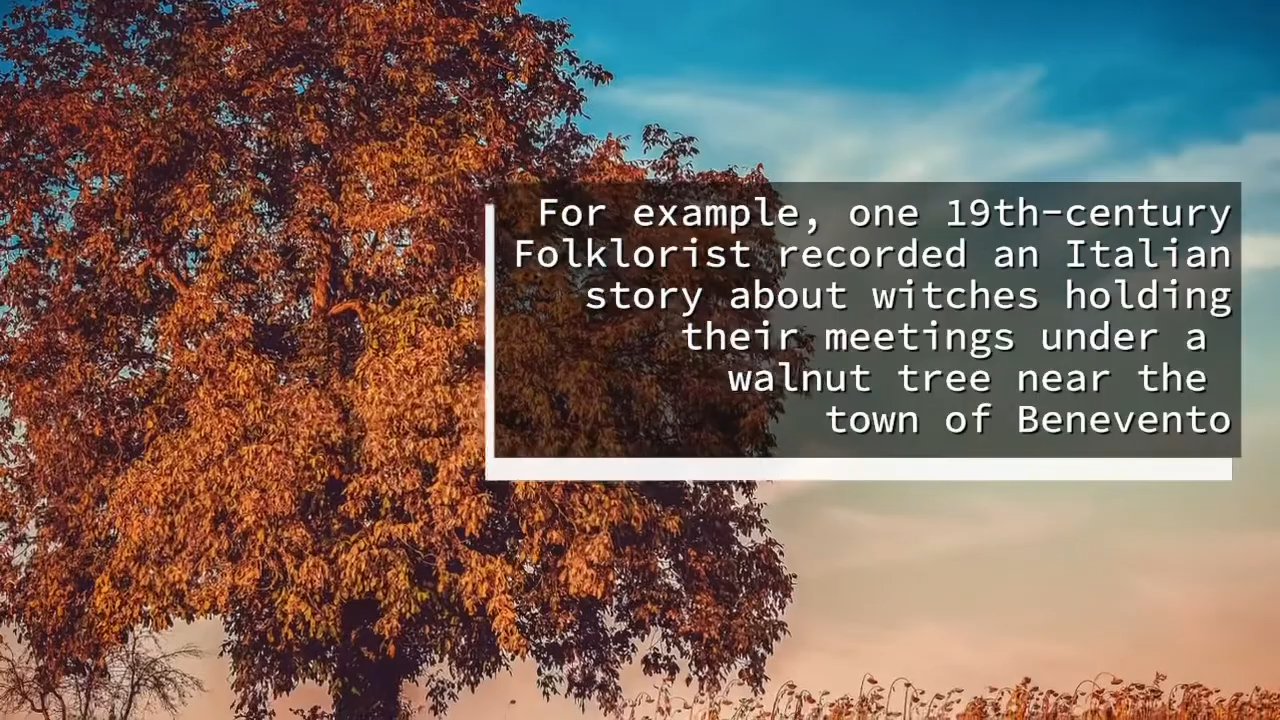 For example, one 19th-century
Folklorist recorded an Italian
story about witches holding
their meetings under a
walnut tree near the
town of Benevento